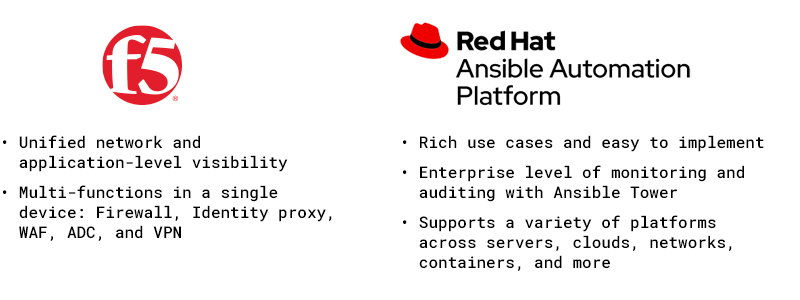 f5
®
Unified network and
application-level visibility
Multi-functions in a single
device: Firewall, Identity proxy,
WAF, ADC, and VPN
Red Hat
Ansible Automation
Platform
Rich use cases and easy to implement
Enterprise level of monitoring and
auditing with Ansible Tower
Supports a variety of platforms
across servers, clouds, networks,
containers, and more